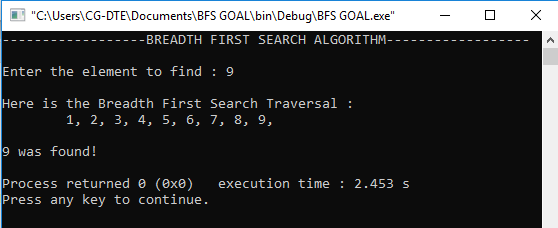 "C:\Users\CG-DTE\Documents\BFS GOAL\bin\Debug\BFS GOAL.exe"
------------------BREADTH FIRST SEARCH ALGORITHM------------------
Enter the element to find : 9
Here is the Breadth First Search Traversal :
1, 2, 3, 4, 5, 6, 7, 8, 9,
9 was found!
Process returned 0 (0x0)   execution time : 2.453 s
Press any key to continue.